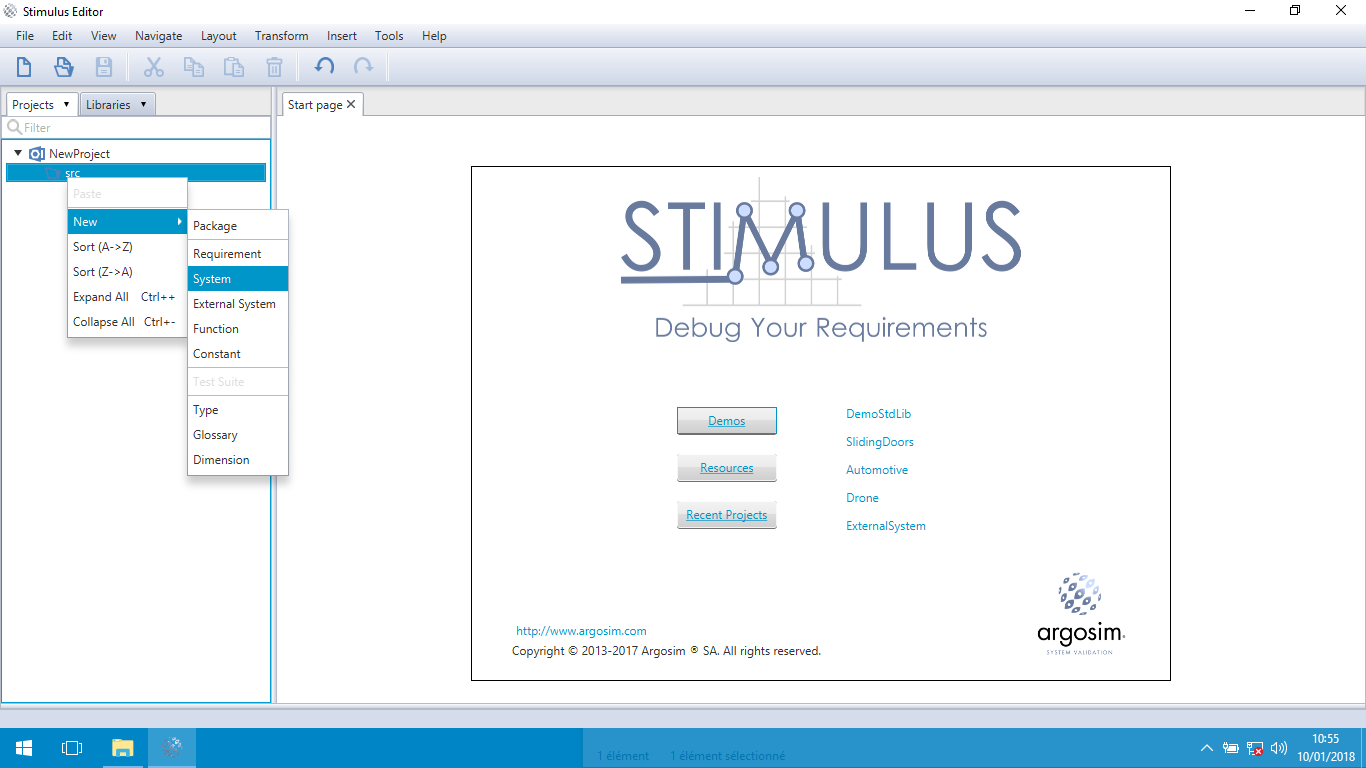 Stimulus Editor
File Edit View Navigate Layout Transform Insert Tools Help
Projects Libraries Start page
Filter
NewProject
src
Paste
New
Sort (A->Z)
Sort (Z->A)
Expand All Ctrl++
Collapse All Ctrl+-
Package
Requirement
System
External System
Function
Constant
Test Suite
Type
Glossary
Dimension
STIMULUS
Debug Your Requirements
Demos
Resources
Recent Projects
DemoStdLib
SlidingDoors
Automotive
Drone
ExternalSystem
http://www.argosim.com
Copyright © 2013-2017 Argosim ® SA. All rights reserved.
argosim
SYSTEM VALIDATION
1 élément 1 élément sélectionné
10:55
10/01/2018